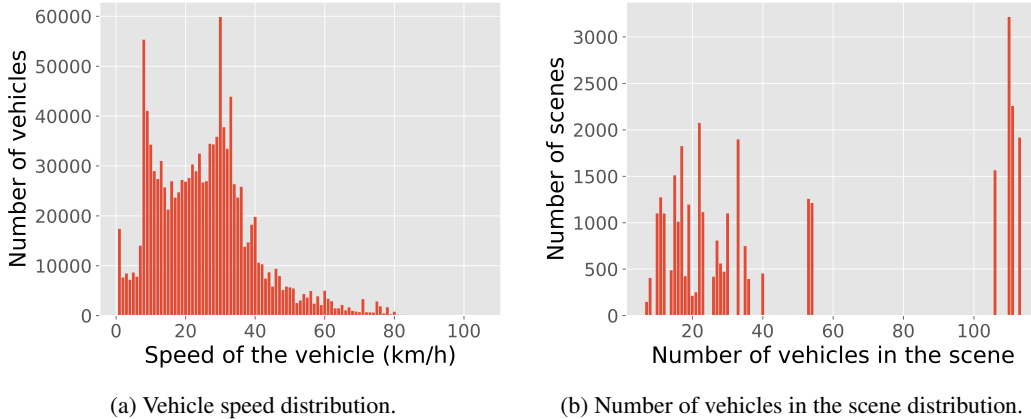 60000
50000
40000
30000
20000
10000
0
Number of vehicles
0 20 40 60 80 100
Speed of the vehicle (km/h)
(a) Vehicle speed distribution.
3000
2500
2000
1500
1000
500
0
Number of scenes
20 40 60 80 100
Number of vehicles in the scene
(b) Number of vehicles in the scene distribution.